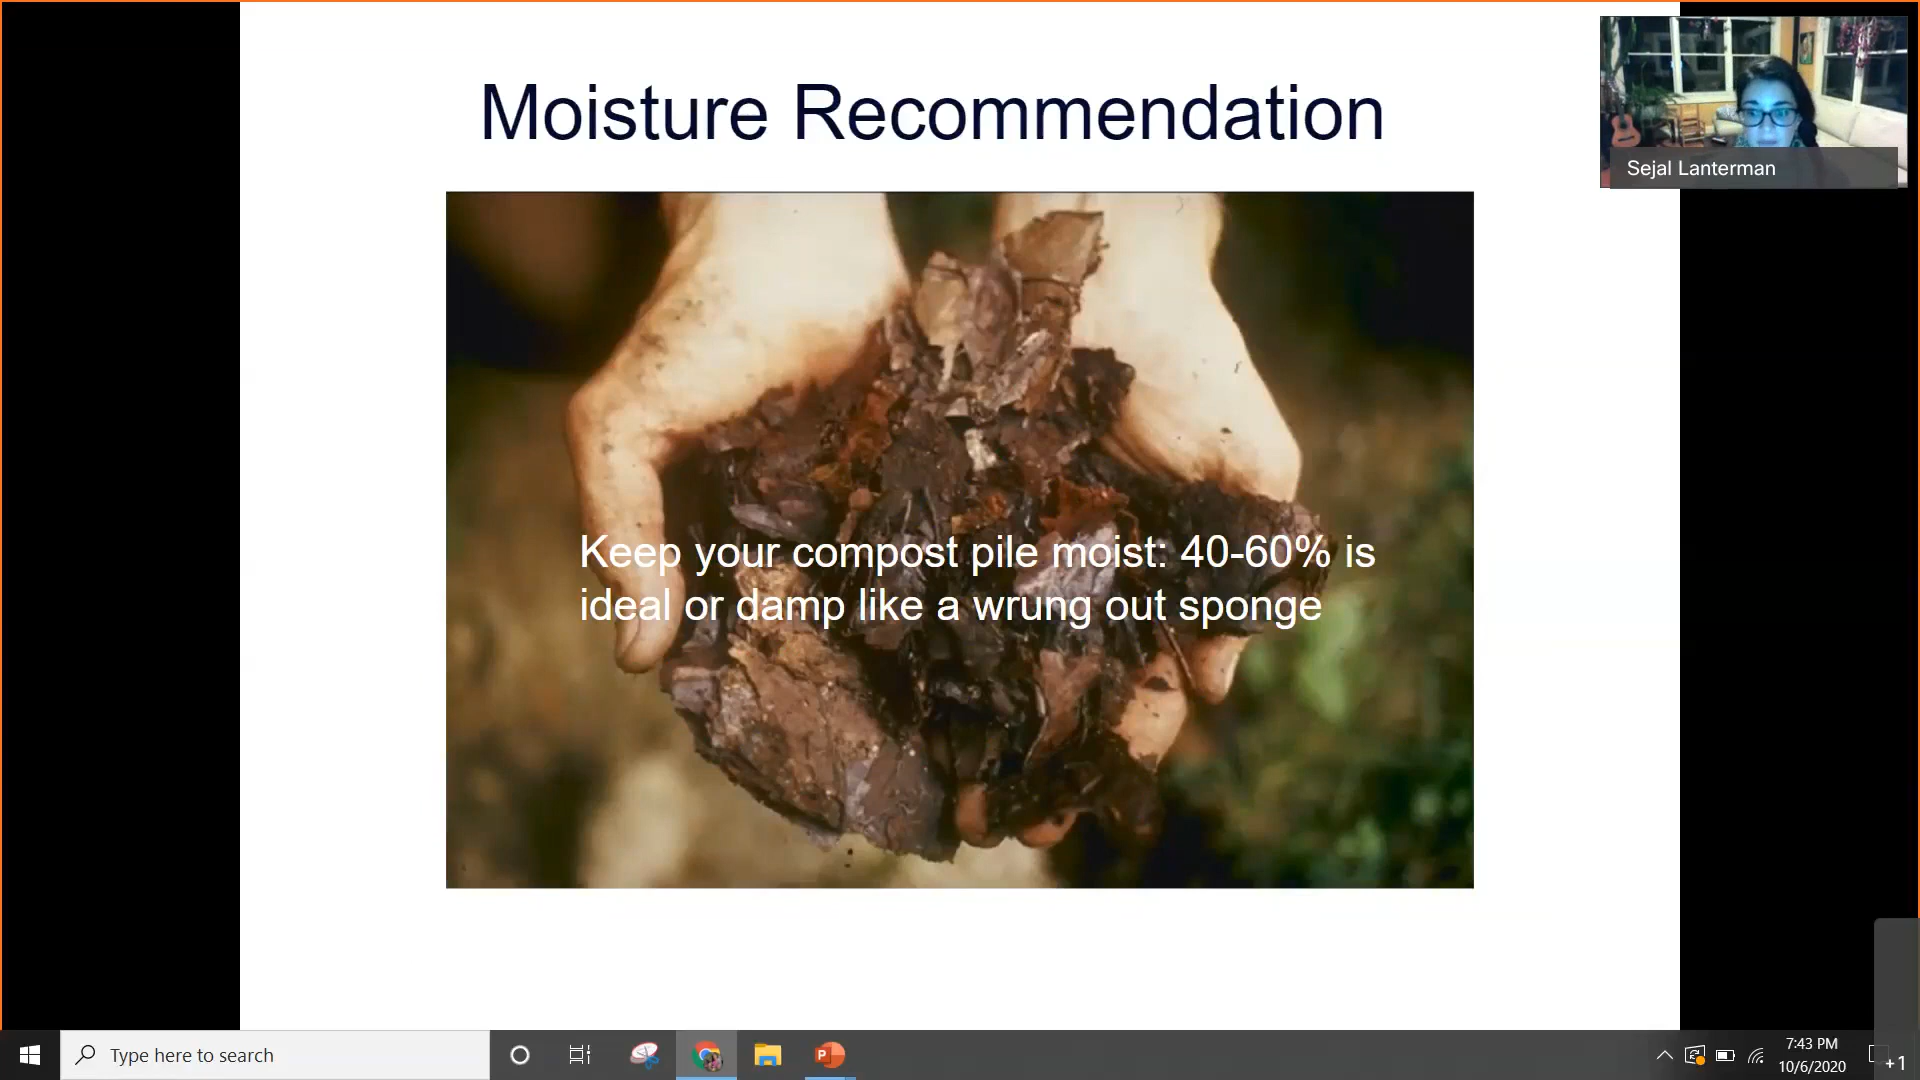 Moisture Recommendation
Sejal Lanterman
Keep your compost pile moist: 40-60% is
ideal or damp like a wrung out sponge
Type here to search
P
7:43 PM
10/6/2020
+1